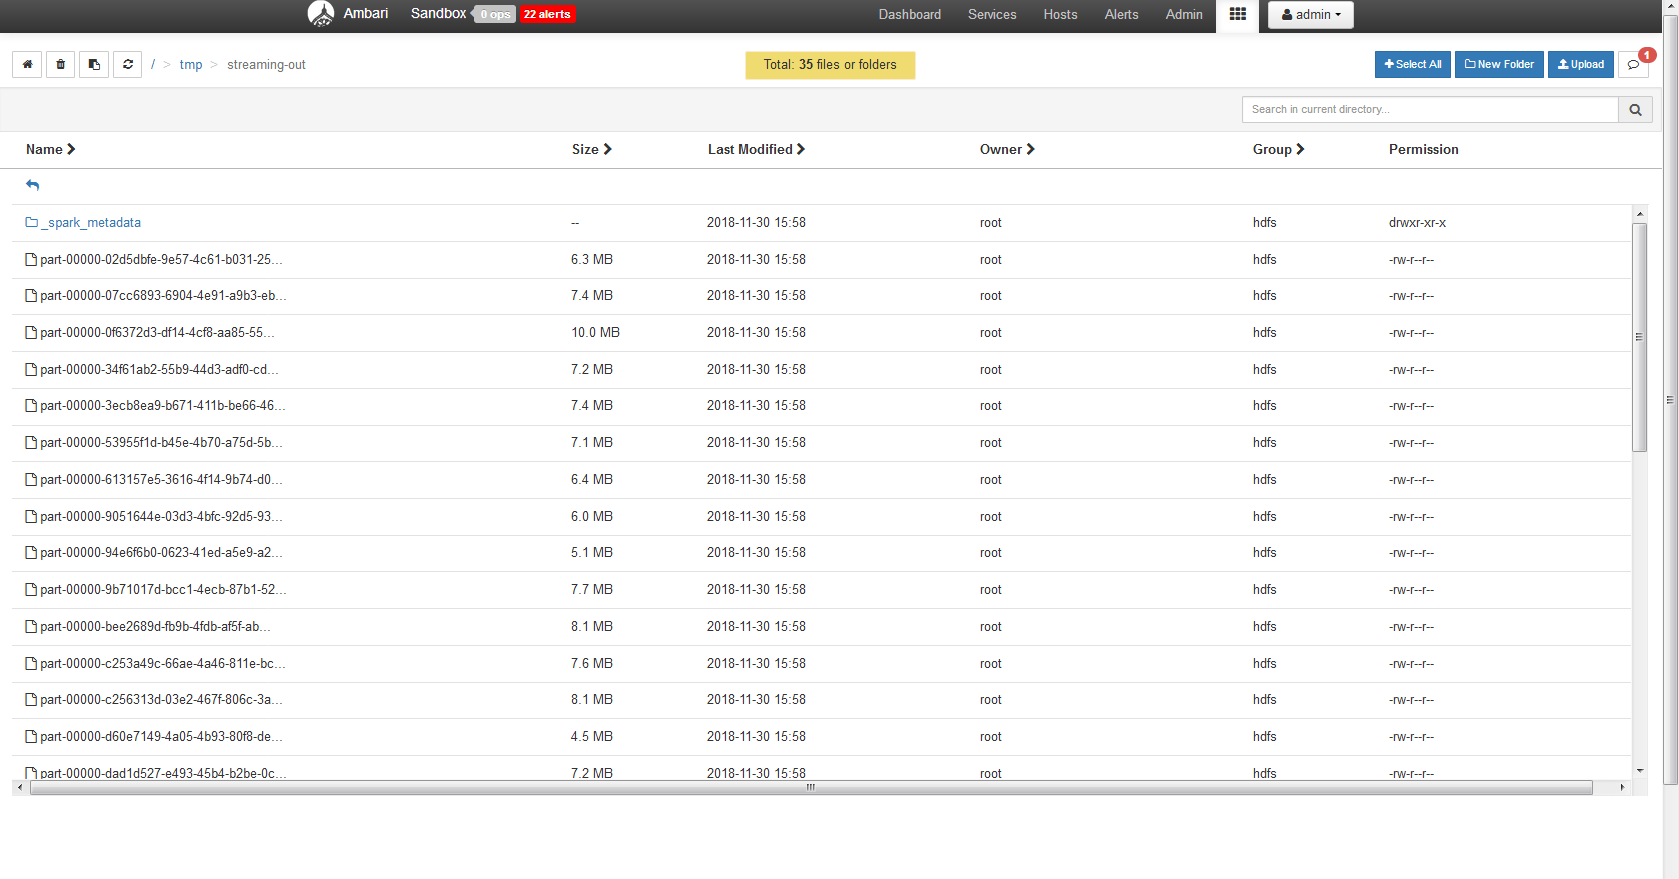 Ambari Sandbox 0 ops 22 alerts Dashboard Services Hosts Alerts Admin admin
/ > tmp > streaming-out Total: 35 files or folders Select All New Folder Upload 1
Search in current directory...
Name Size Last Modified Owner Group Permission
_spark_metadata -- 2018-11-30 15:58 root hdfs drwxr-xr-x
part-00000-02d5dbfe-9e57-4c61-b031-25... 6.3 MB 2018-11-30 15:58 root hdfs -rw-r--r--
part-00000-07cc6893-6904-4e91-a9b3-eb... 7.4 MB 2018-11-30 15:58 root hdfs -rw-r--r--
part-00000-0f6372d3-df14-4cf8-aa85-55... 10.0 MB 2018-11-30 15:58 root hdfs -rw-r--r--
part-00000-34f61ab2-55b9-44d3-adf0-cd... 7.2 MB 2018-11-30 15:58 root hdfs -rw-r--r--
part-00000-3ecb8ea9-b671-411b-be66-46... 7.4 MB 2018-11-30 15:58 root hdfs -rw-r--r--
part-00000-53955f1d-b45e-4b70-a75d-5b... 7.1 MB 2018-11-30 15:58 root hdfs -rw-r--r--
part-00000-613157e5-3616-4f14-9b74-d0... 6.4 MB 2018-11-30 15:58 root hdfs -rw-r--r--
part-00000-9051644e-03d3-4bfc-92d5-93... 6.0 MB 2018-11-30 15:58 root hdfs -rw-r--r--
part-00000-94e6f6b0-0623-41ed-a5e9-a2... 5.1 MB 2018-11-30 15:58 root hdfs -rw-r--r--
part-00000-9b71017d-bcc1-4ecb-87b1-52... 7.7 MB 2018-11-30 15:58 root hdfs -rw-r--r--
part-00000-bee2689d-fb9b-4fdb-af5f-ab... 8.1 MB 2018-11-30 15:58 root hdfs -rw-r--r--
part-00000-c253a49c-66ae-4a46-811e-bc... 7.6 MB 2018-11-30 15:58 root hdfs -rw-r--r--
part-00000-c256313d-03e2-467f-806c-3a... 8.1 MB 2018-11-30 15:58 root hdfs -rw-r--r--
part-00000-d60e7149-4a05-4b93-80f8-de... 4.5 MB 2018-11-30 15:58 root hdfs -rw-r--r--
part-00000-dad1d527-e493-45b4-b2be-0c... 7.2 MB 2018-11-30 15:58 root hdfs -rw-r--r--